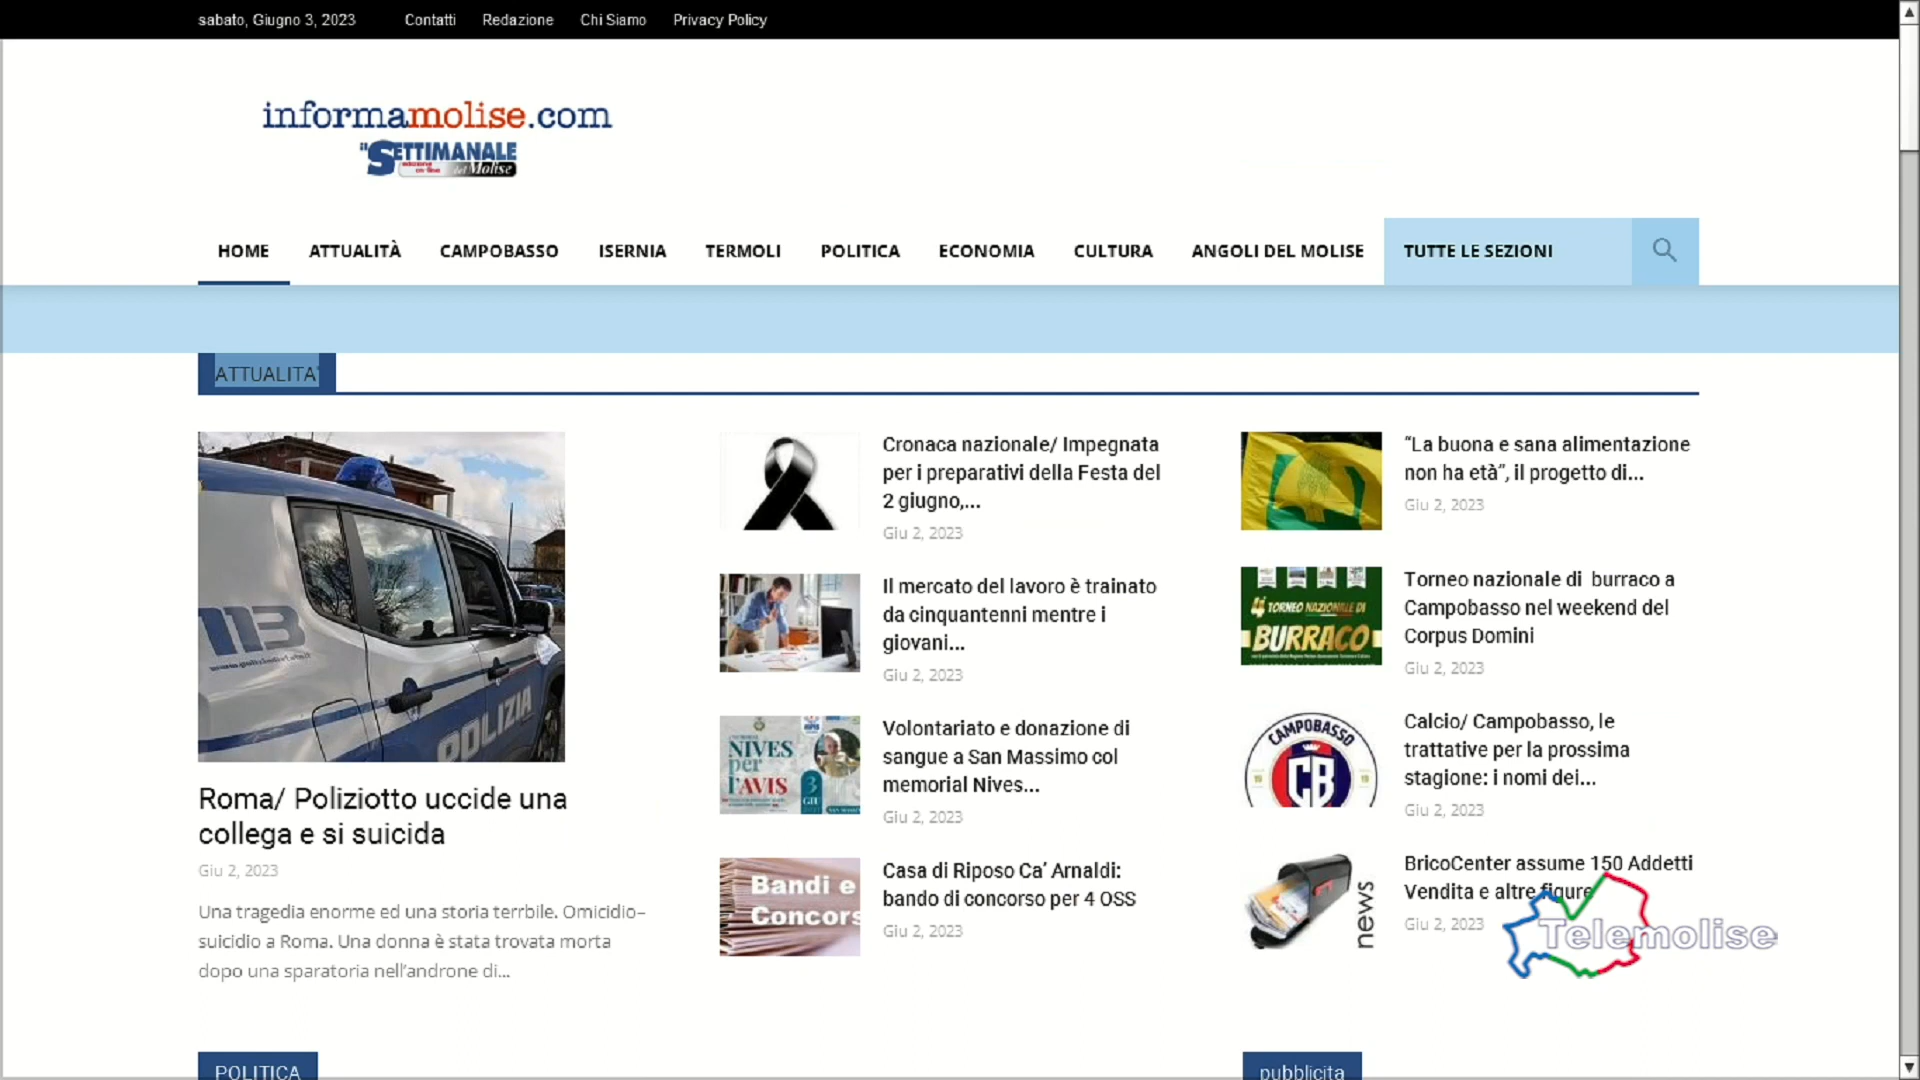 sabato, Giugno 3, 2023 Contatti Redazione Chi Siamo Privacy Policy
informamolise.com
"il SETTIMANALE
del Molise
HOME ATTUALITÀ CAMPOBASSO ISERNIA TERMOLI POLITICA ECONOMIA CULTURA ANGOLI DEL MOLISE TUTTE LE SEZIONI
ATTUALITA'
113
POLIZIA
Roma/ Poliziotto uccide una
collega e si suicida
Giu 2, 2023
Una tragedia enorme ed una storia terrbile. Omicidio–
suicidio a Roma. Una donna è stata trovata morta
dopo una sparatoria nell'androne di...
Cronaca nazionale/ Impegnata
per i preparativi della Festa del
2 giugno,...
Giu 2, 2023
Il mercato del lavoro è trainato
da cinquantenni mentre i
giovani...
Giu 2, 2023
NIVES
per
l'AVIS
3
GIU
Volontariato e donazione di
sangue a San Massimo col
memorial Nives...
Giu 2, 2023
Bandi e
Concors
Casa di Riposo Ca' Arnaldi:
bando di concorso per 4 OSS
Giu 2, 2023
“La buona e sana alimentazione
non ha età”, il progetto di...
Giu 2, 2023
4° TORNEO NAZIONALE DI
BURRACO
Torneo nazionale di burraco a
Campobasso nel weekend del
Corpus Domini
Giu 2, 2023
CAMPOBASSO
19 CB 19
Calcio/ Campobasso, le
trattative per la prossima
stagione: i nomi dei...
Giu 2, 2023
news
BricoCenter assume 150 Addetti
Vendita e altre figure
Giu 2, 2023
Telemolise
POLITICA
pubblicita